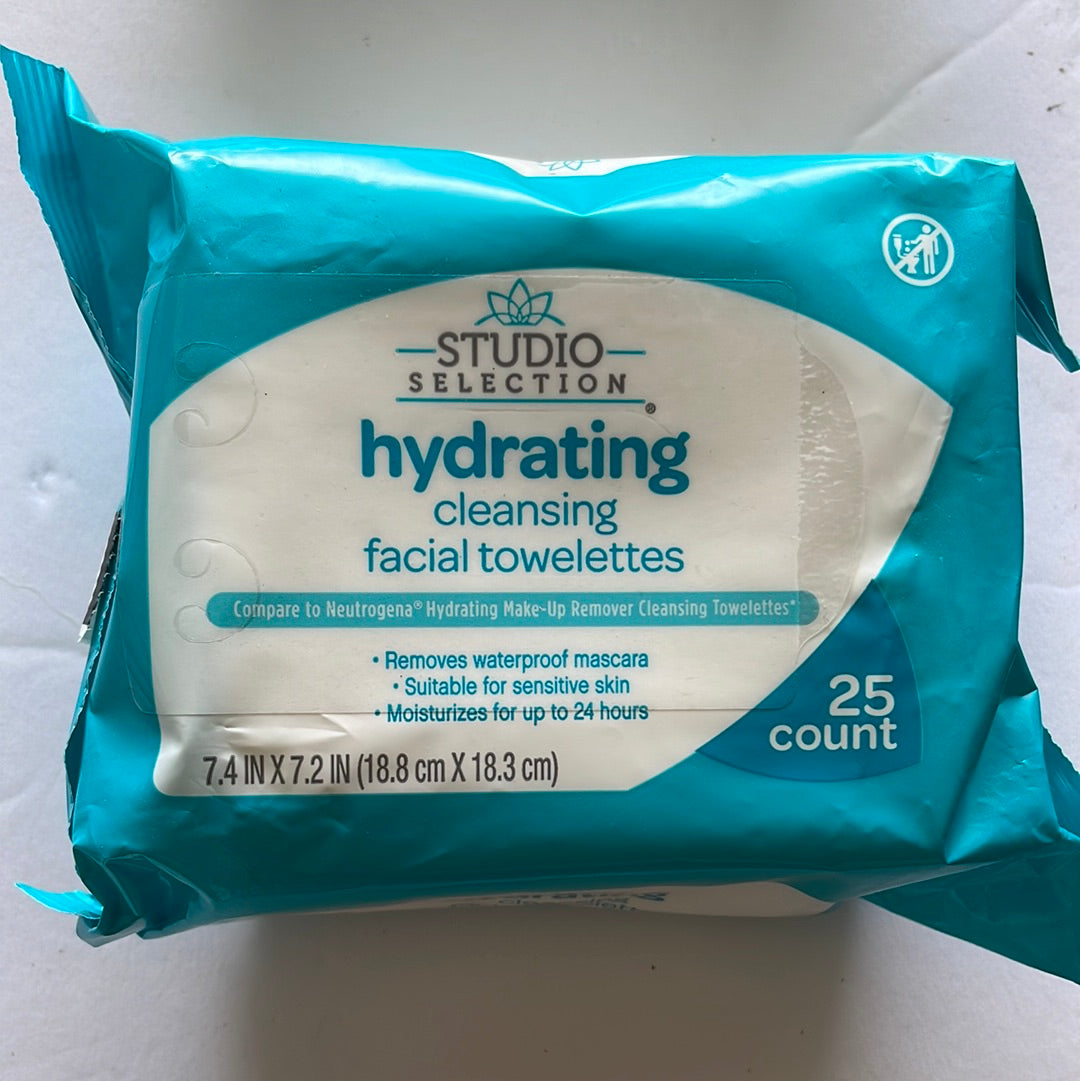 STUDIO
SELECTION®
hydrating
cleansing
facial towelettes
Compare to Neutrogena® Hydrating Make-Up Remover Cleansing Towelettes*
• Removes waterproof mascara
• Suitable for sensitive skin
• Moisturizes for up to 24 hours
25
count
7.4 IN X 7.2 IN (18.8 cm X 18.3 cm)